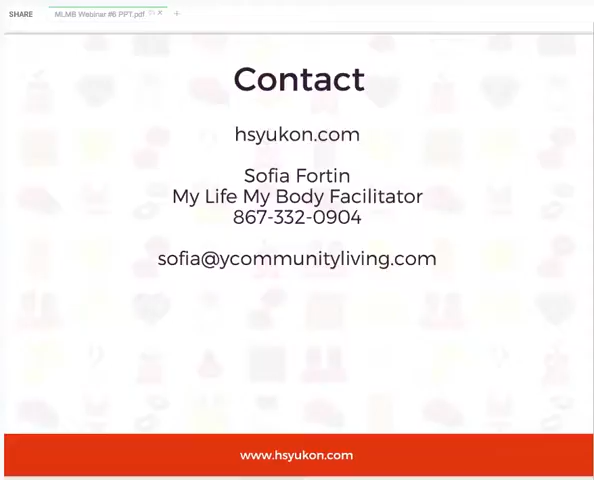 SHARE
MLMB Webinar #6 PPT.pdf
Contact
hsyukon.com
Sofia Fortin
My Life My Body Facilitator
867-332-0904
sofia@ycommunityliving.com
www.hsyukon.com